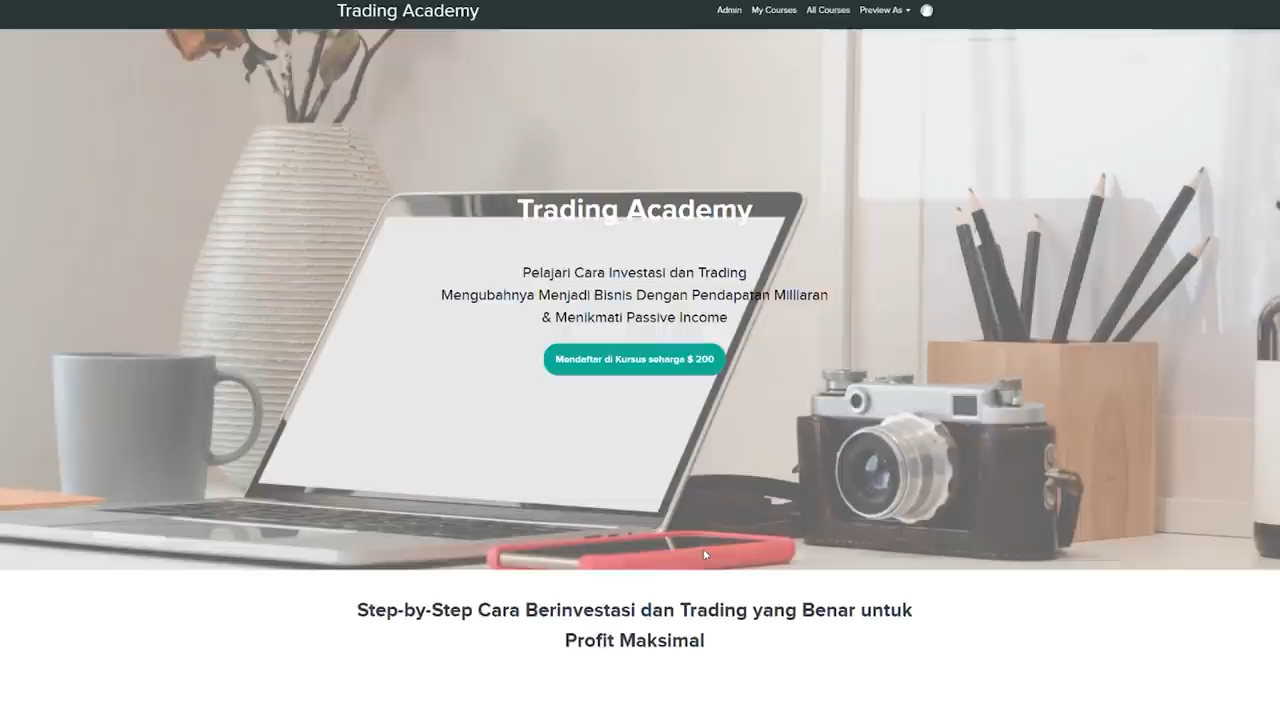 Trading Academy
Admin My Courses All Courses Preview As
Trading Academy
Pelajari Cara Investasi dan Trading
Mengubahnya Menjadi Bisnis Dengan Pendapatan Milliaran
& Menikmati Passive Income
Mendaftar di Kursus seharga $ 200
Step-by-Step Cara Berinvestasi dan Trading yang Benar untuk
Profit Maksimal